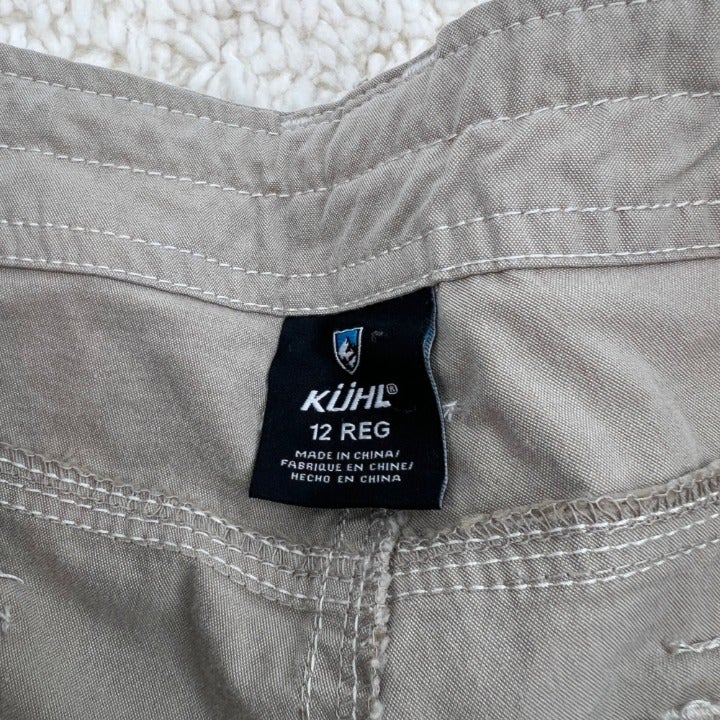 KÜHL®
12 REG
MADE IN CHINA/
FABRIQUE EN CHINE/
HECHO EN CHINA